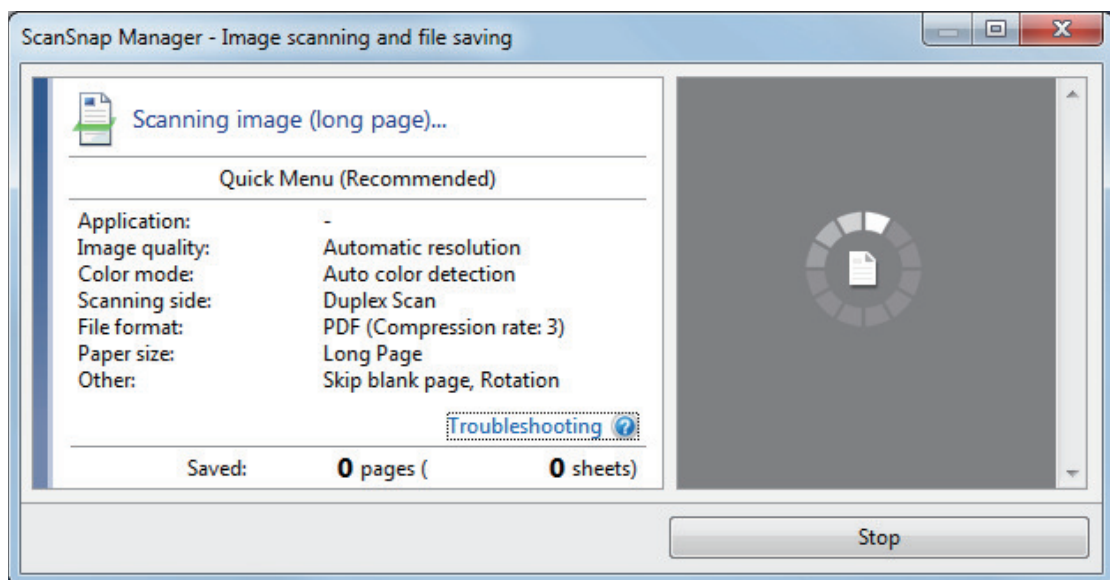 ScanSnap Manager - Image scanning and file saving
Scanning image (long page)...
Quick Menu (Recommended)
Application: -
Image quality: Automatic resolution
Color mode: Auto color detection
Scanning side: Duplex Scan
File format: PDF (Compression rate: 3)
Paper size: Long Page
Other: Skip blank page, Rotation
Troubleshooting ?
Saved: 0 pages ( 0 sheets)
Stop